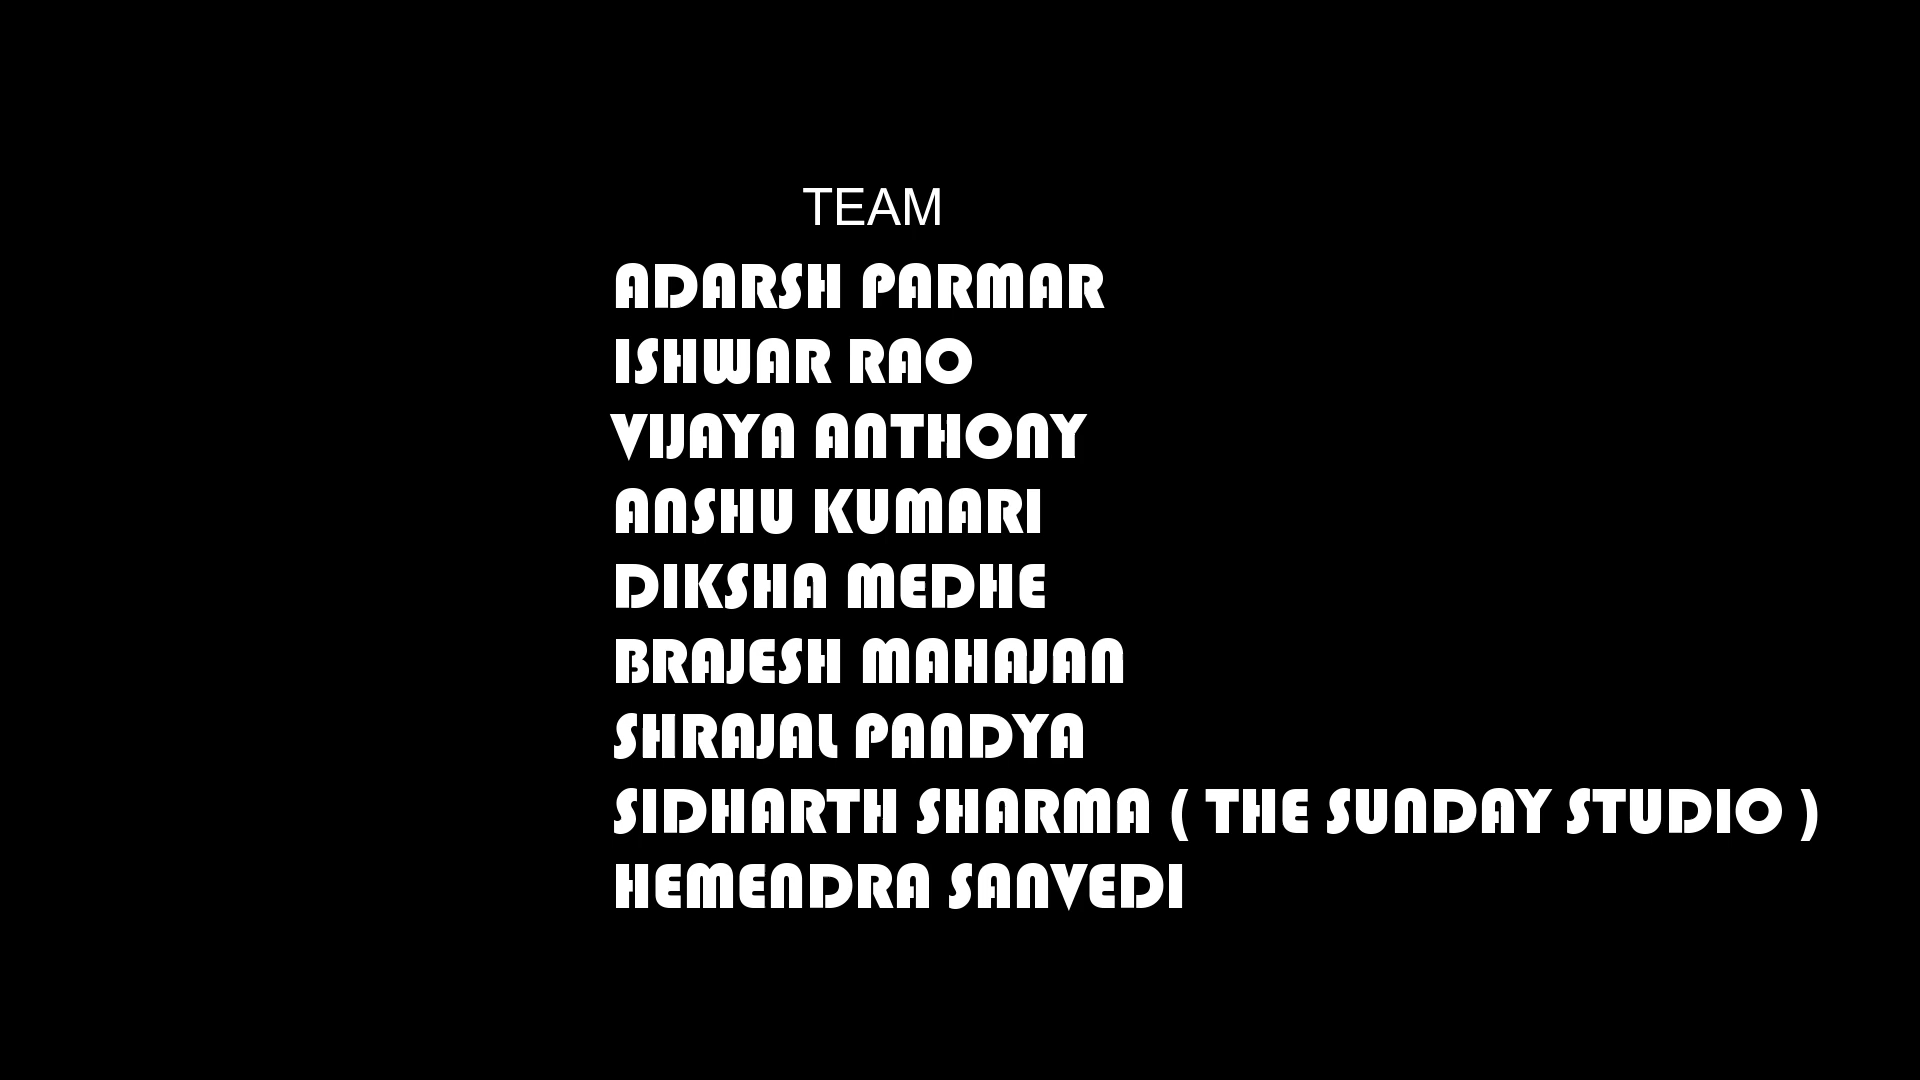 TEAM
ADARSH PARMAR
ISHWAR RAO
VIJAYA ANTHONY
ANSHU KUMARI
DIKSHA MEDHE
BRAJESH MAHAJAN
SHRAJAL PANDYA
SIDHARTH SHARMA ( THE SUNDAY STUDIO )
HEMENDRA SANVEDI